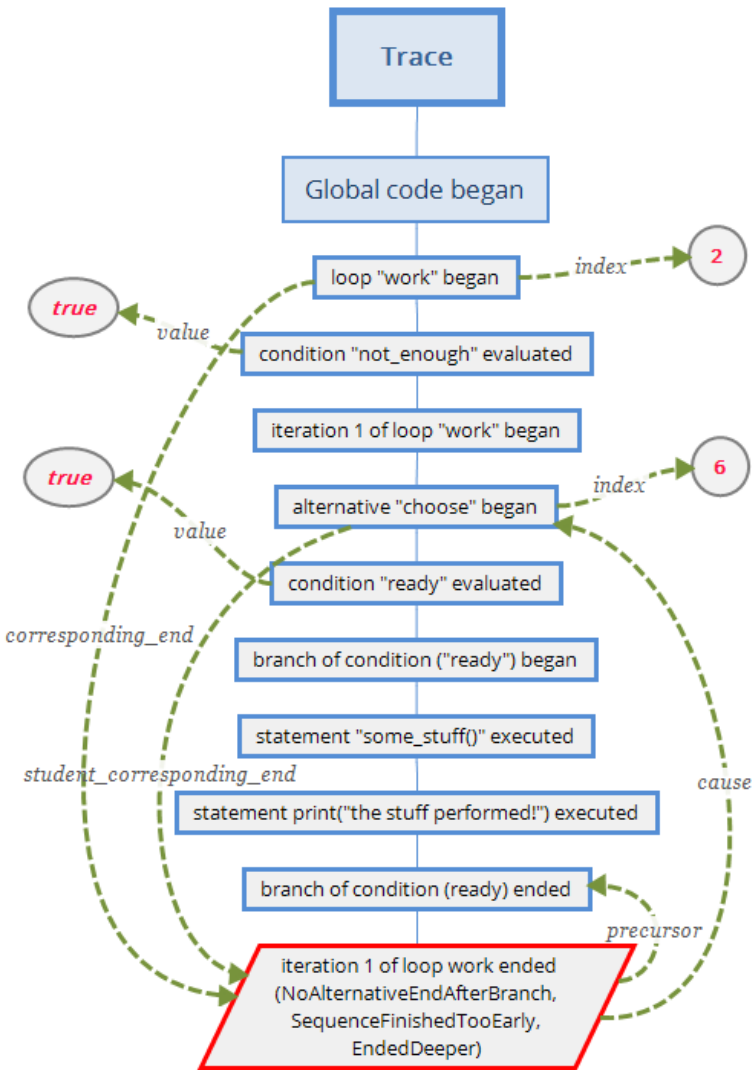 Trace
Global code began
loop "work" began
index
2
true
value
condition "not_enough" evaluated
iteration 1 of loop "work" began
true
alternative "choose" began
index
6
value
condition "ready" evaluated
corresponding_end
branch of condition ("ready") began
statement "some_stuff()" executed
student_corresponding_end
cause
statement print("the stuff performed!") executed
branch of condition (ready) ended
precursor
iteration 1 of loop work ended
(NoAlternativeEndAfterBranch,
SequenceFinishedTooEarly,
EndedDeeper)